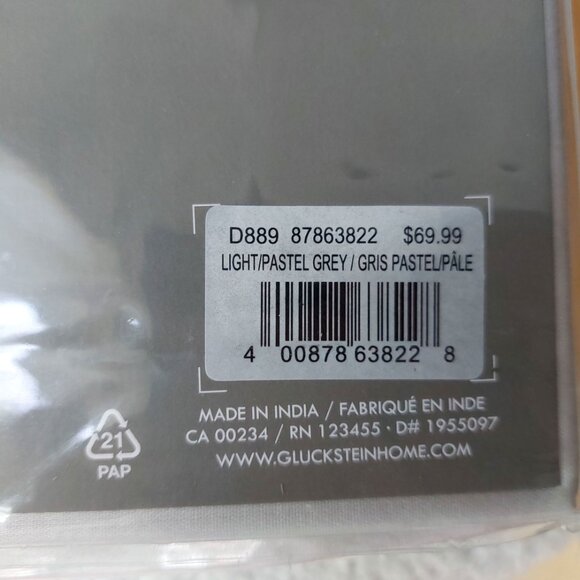 D889 87863822 $69.99
LIGHT/PASTEL GREY / GRIS PASTEL/PÂLE
4 00878 63822 8
MADE IN INDIA / FABRIQUÉ EN INDE
CA 00234 / RN 123455 · D# 1955097
WWW.GLUCKSTEINHOME.COM
21
PAP